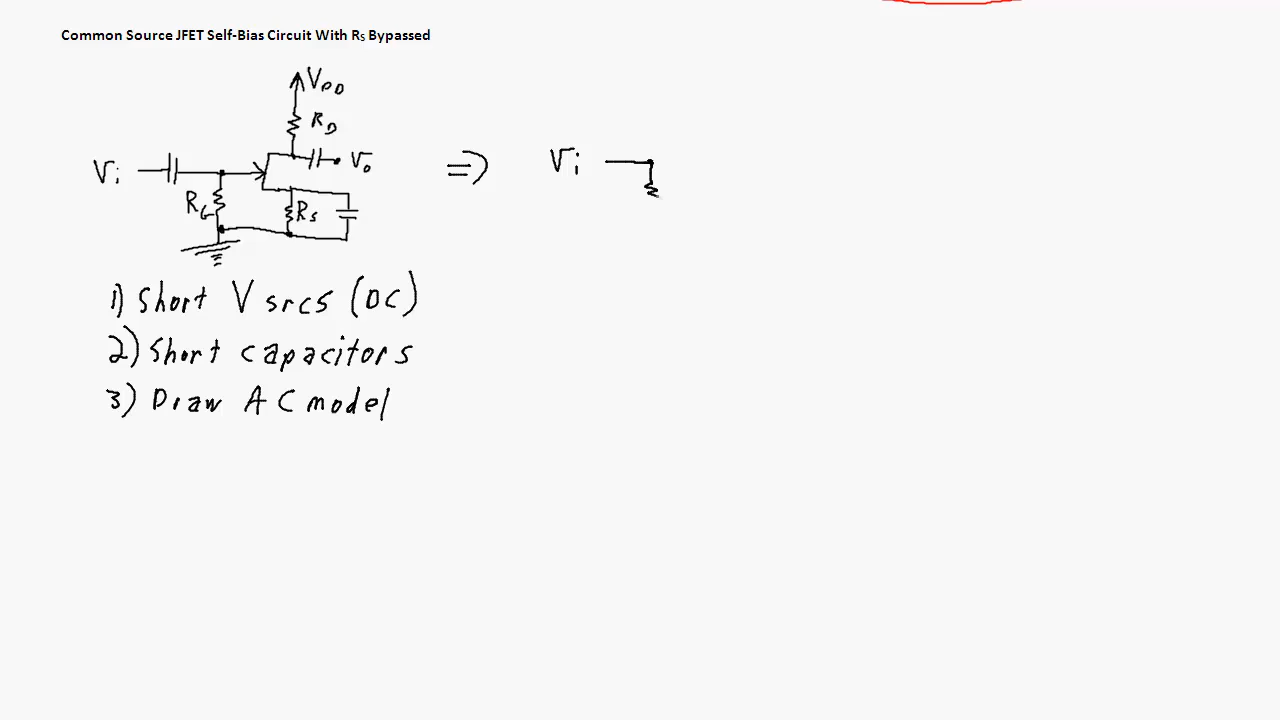 Common Source JFET Self-Bias Circuit With RS Bypassed
VDD
RD
Vi
Vo
RG
RS
⇒
Vi
1) Short V srcs (DC)
2) Short capacitors
3) Draw AC model